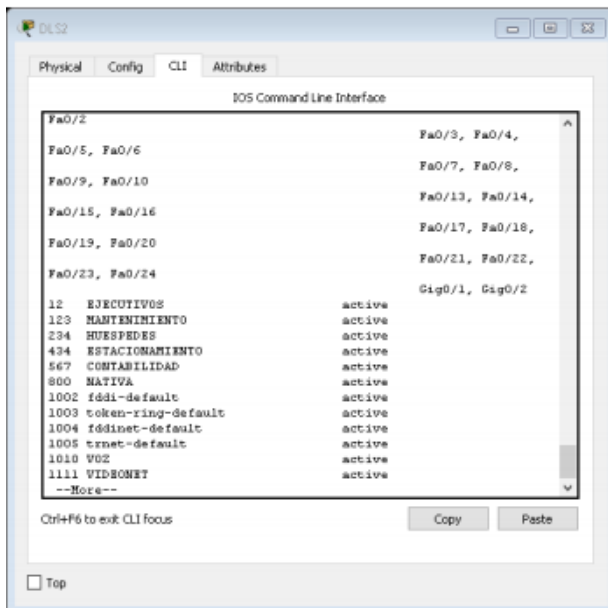 DLS2
Physical Config CLI Attributes
IOS Command Line Interface
Fa0/2
Fa0/3, Fa0/4,
Fa0/5, Fa0/6
Fa0/7, Fa0/8,
Fa0/9, Fa0/10
Fa0/13, Fa0/14,
Fa0/15, Fa0/16
Fa0/17, Fa0/18,
Fa0/19, Fa0/20
Fa0/21, Fa0/22,
Fa0/23, Fa0/24
Gig0/1, Gig0/2
12 EJECUTIVOS active
123 MANTENIMIENTO active
234 HUESPEDES active
434 ESTACIONAMIENTO active
567 CONTABILIDAD active
800 NATIVA active
1002 fddi-default active
1003 token-ring-default active
1004 fddinet-default active
1005 trnet-default active
1010 VOZ active
1111 VIDEONET active
--More--
Ctrl+F6 to exit CLI focus
Copy Paste
Top